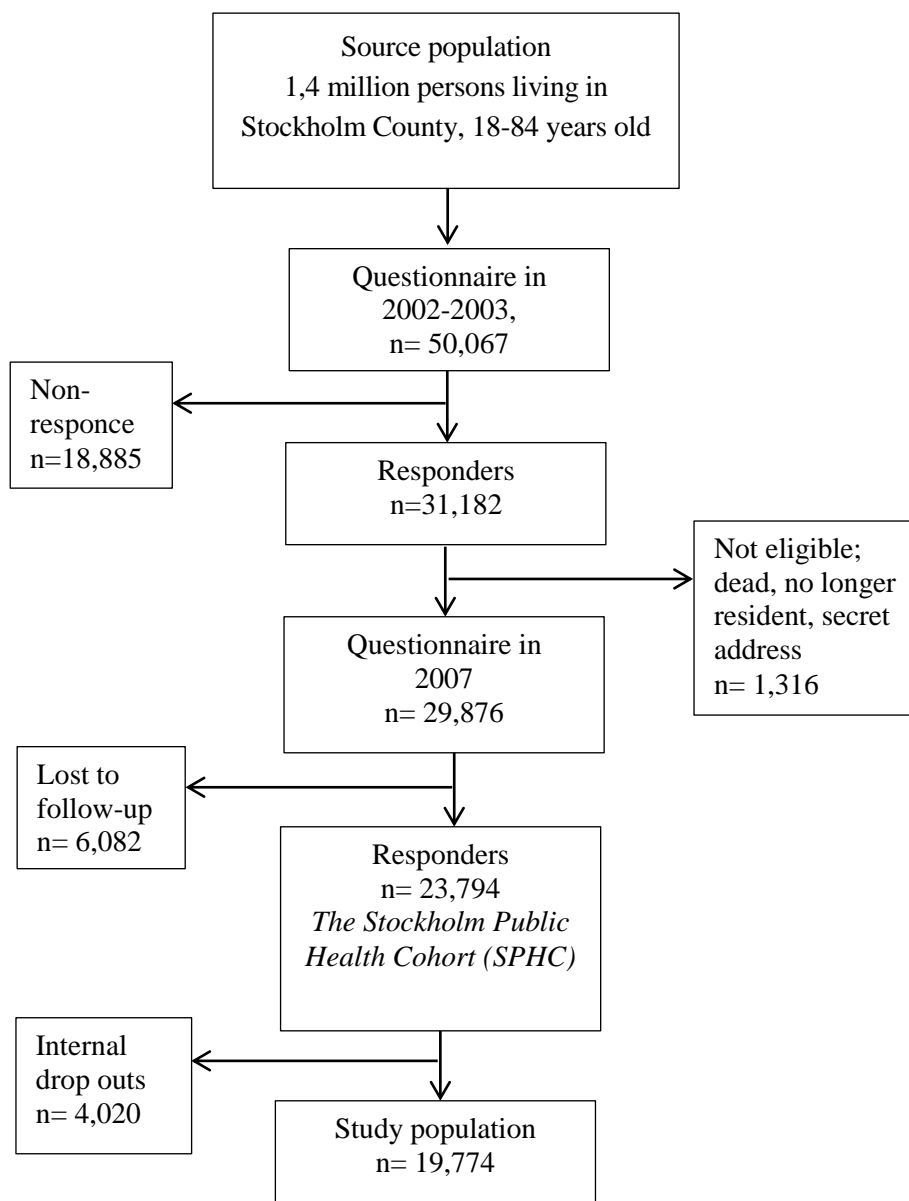 Source population
1,4 million persons living in
Stockholm County, 18-84 years old
Questionnaire in
2002-2003,
n= 50,067
Non-
responce
n=18,885
Responders
n=31,182
Not eligible;
dead, no longer
resident, secret
address
n= 1,316
Questionnaire in
2007
n= 29,876
Lost to
follow-up
n= 6,082
Responders
n= 23,794
The Stockholm Public
Health Cohort (SPHC)
Internal
drop outs
n= 4,020
Study population
n= 19,774